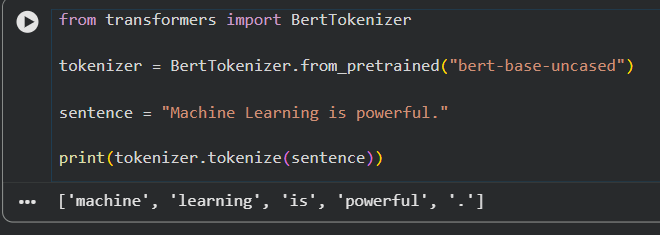 from transformers import BertTokenizer
tokenizer = BertTokenizer.from_pretrained("bert-base-uncased")
sentence = "Machine Learning is powerful."
print(tokenizer.tokenize(sentence))
['machine', 'learning', 'is', 'powerful', '.']